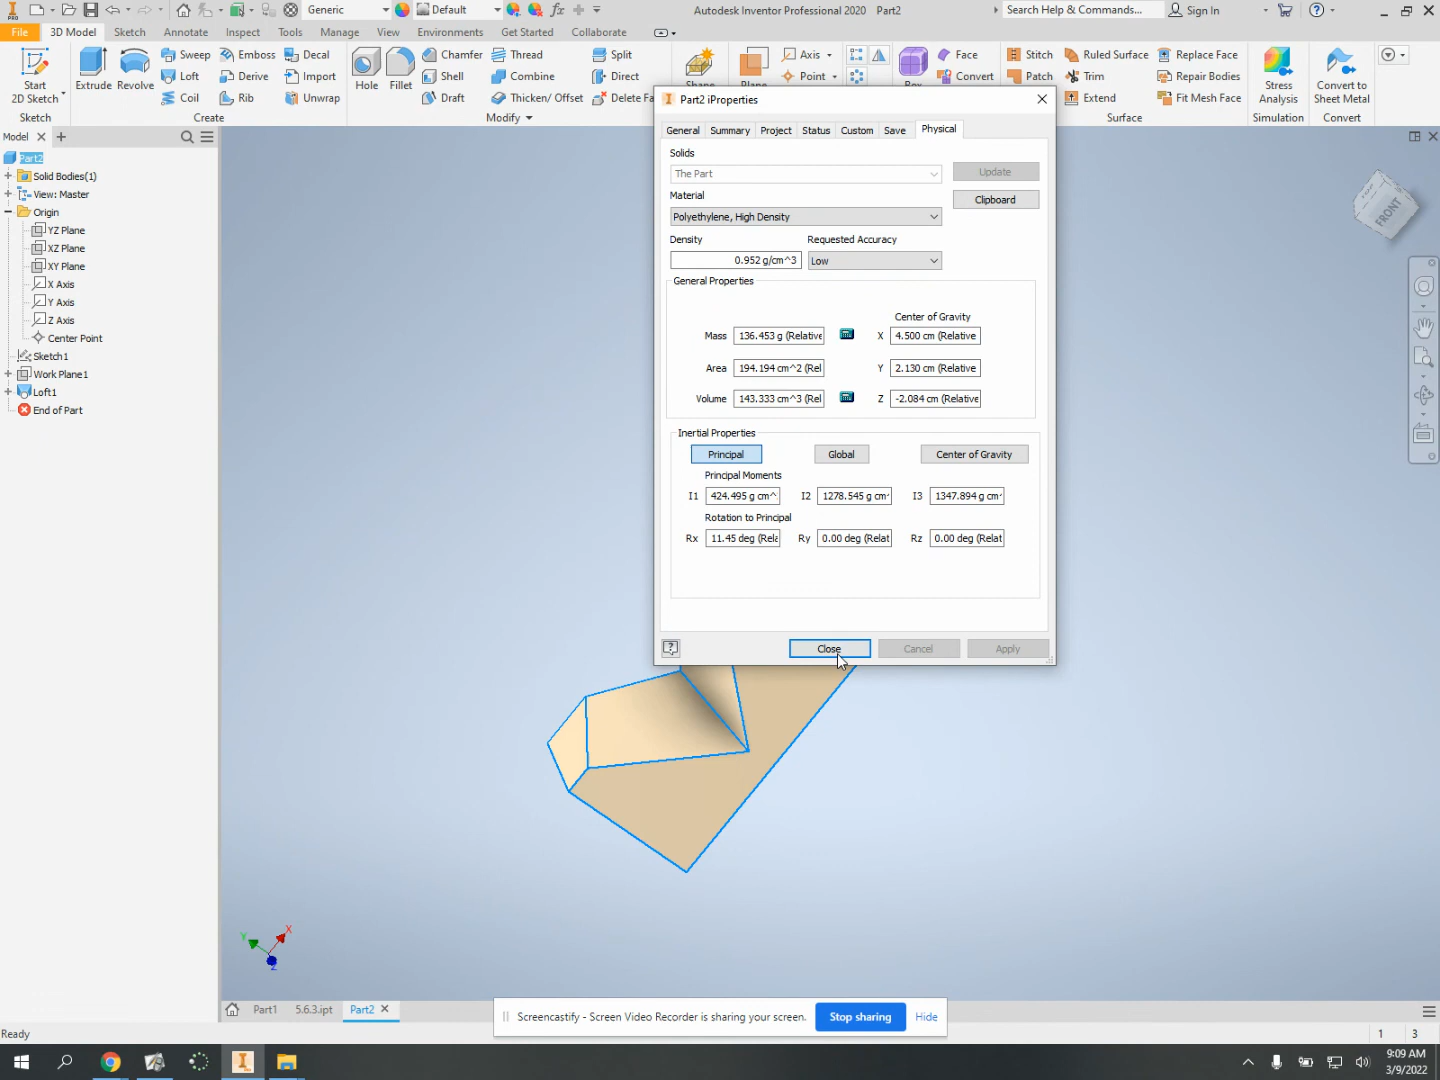 Generic
Default
Autodesk Inventor Professional 2020 Part2
Search Help & Commands...
Sign In
PRO
File 3D Model Sketch Annotate Inspect Tools Manage View Environments Get Started Collaborate
Start
2D Sketch
Sketch
Extrude Revolve
Sweep Emboss Decal
Loft Derive Import
Coil Rib Unwrap
Create
Hole Fillet
Chamfer Thread Split
Shell Combine Direct
Draft Thicken/ Offset Delete Fa
Modify
Axis
Point
Face
Convert
Stitch Ruled Surface Replace Face
Patch Trim Repair Bodies
Extend Fit Mesh Face
Surface
Stress
Analysis
Simulation
Convert to
Sheet Metal
Convert
Model
Part2
Solid Bodies(1)
View: Master
Origin
YZ Plane
XZ Plane
XY Plane
X Axis
Y Axis
Z Axis
Center Point
Sketch1
Work Plane1
Loft1
End of Part
Part2 iProperties
General Summary Project Status Custom Save Physical
Solids
The Part
Update
Material
Clipboard
Polyethylene, High Density
Density Requested Accuracy
0.952 g/cm^3 Low
General Properties
Center of Gravity
Mass 136.453 g (Relative X 4.500 cm (Relative
Area 194.194 cm^2 (Rel Y 2.130 cm (Relative
Volume 143.333 cm^3 (Rel Z -2.084 cm (Relative
Inertial Properties
Principal Global Center of Gravity
Principal Moments
I1 424.495 g cm^ I2 1278.545 g cm I3 1347.894 g cm
Rotation to Principal
Rx 11.45 deg (Rela Ry 0.00 deg (Relat Rz 0.00 deg (Relat
Close Cancel Apply
FRONT
X
Y
Z
Part1 5.6.3.ipt Part2
Screencastify - Screen Video Recorder is sharing your screen. Stop sharing Hide
Ready
1 3
9:09 AM
3/9/2022